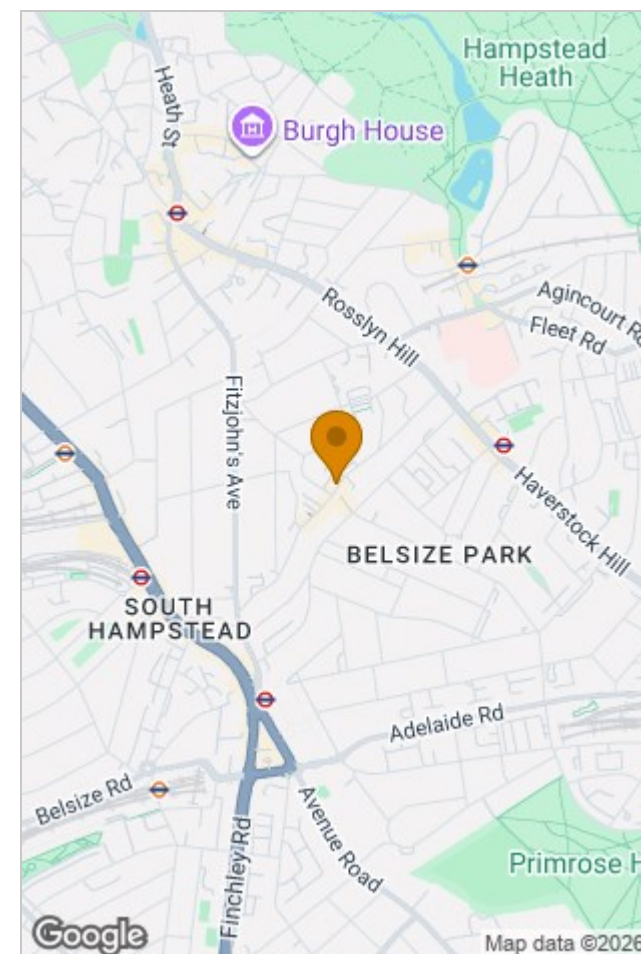 Hampstead
Heath
Heath St
Burgh House
Rosslyn Hill
Agincourt R
Fleet Rd
Fitzjohn's Ave
Haverstock Hill
BELSIZE PARK
SOUTH
HAMPSTEAD
Adelaide Rd
Belsize Rd
Finchley Rd
Avenue Road
Primrose H
Google
Map data ©2026